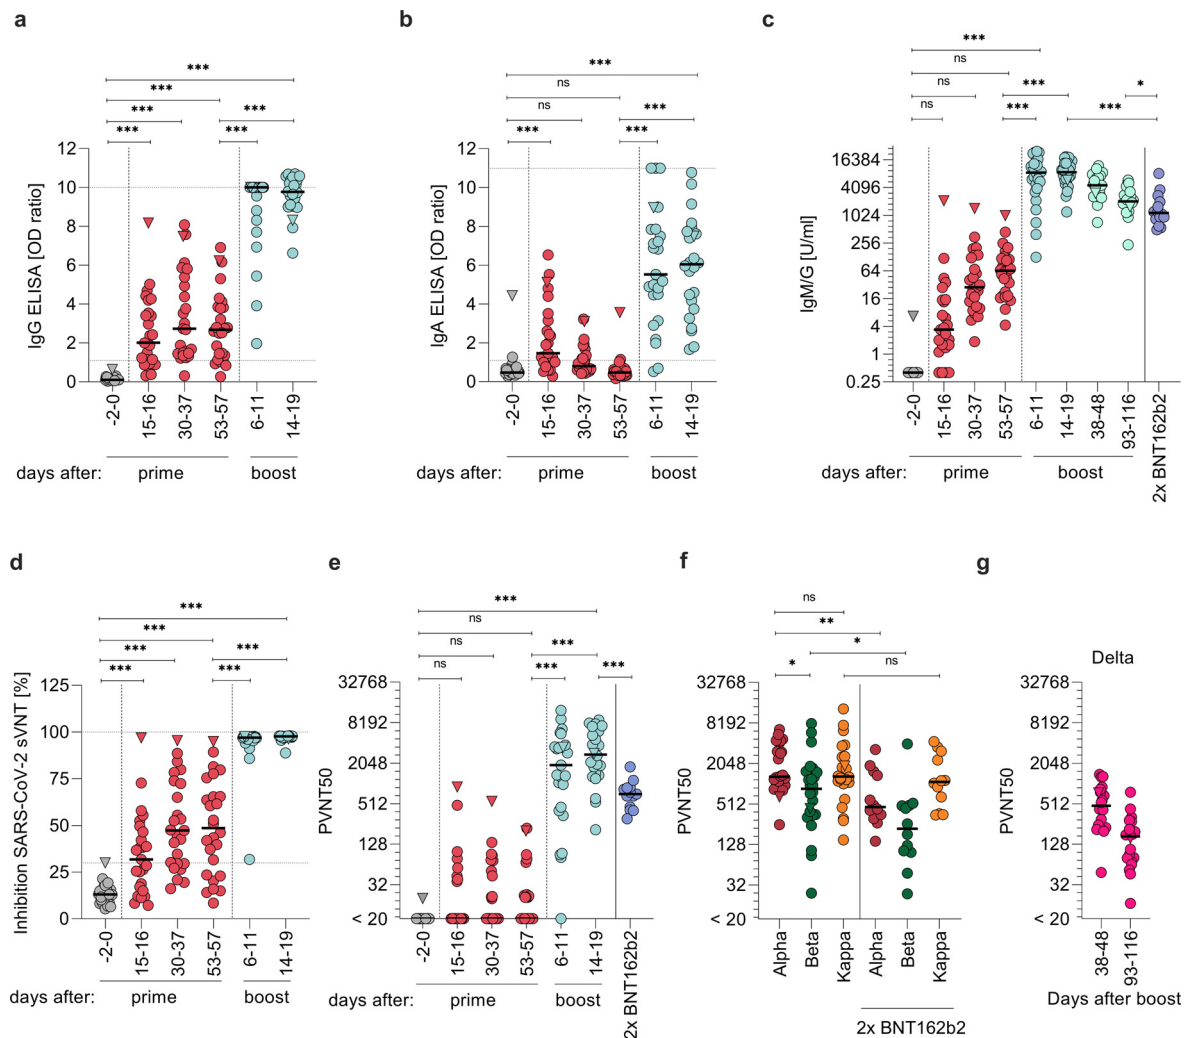 a
b
c
*** *** *** *** *** ***
*** ns ns *** *** ***
*** ns ns ns *** *** *** *
IgG ELISA [OD ratio]
12
10
8
6
4
2
0
-2-0 15-16 30-37 53-57 6-11 14-19
days after: prime boost
IgA ELISA [OD ratio]
12
10
8
6
4
2
0
-2-0 15-16 30-37 53-57 6-11 14-19
days after: prime boost
IgM/G [U/ml]
16384
4096
1024
256
64
16
4
1
0.25
-2-0 15-16 30-37 53-57 6-11 14-19 38-48 93-116 2x BNT162b2
days after: prime boost
d
e
f
g
*** *** *** *** *** ***
*** ns ns ns *** *** ***
ns ** * * ns
Inhibition SARS-CoV-2 sVNT [%]
125
100
75
50
25
0
-2-0 15-16 30-37 53-57 6-11 14-19
days after: prime boost
PVNT50
32768
8192
2048
512
128
32
< 20
-2-0 15-16 30-37 53-57 6-11 14-19 2x BNT162b2
days after: prime boost
PVNT50
32768
8192
2048
512
128
32
< 20
Alpha Beta Kappa Alpha Beta Kappa
2x BNT162b2
Delta
PVNT50
32768
8192
2048
512
128
32
< 20
38-48 93-116
Days after boost